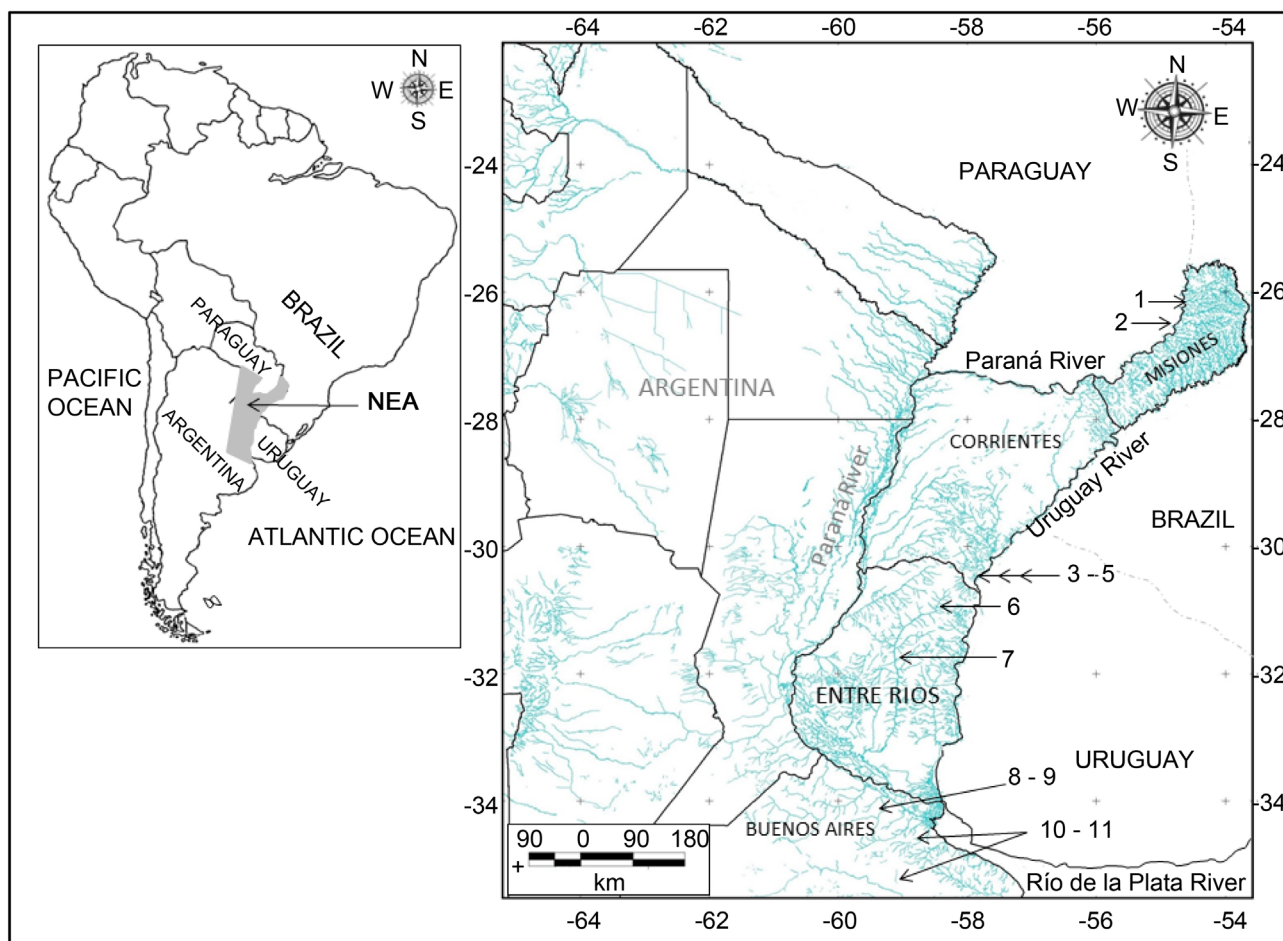 N
W E
S
BRAZIL
PARAGUAY
PACIFIC
OCEAN
NEA
ARGENTINA
URUGUAY
ATLANTIC OCEAN
-64 -62 -60 -58 -56 -54
N
W E
S
-24 -24
PARAGUAY
-26 -26
1
2
MISIONES
Paraná River
ARGENTINA
-28 -28
CORRIENTES
Paraná River
Uruguay River
BRAZIL
-30 -30
3 - 5
6
7
-32 -32
ENTRE RIOS
URUGUAY
8 - 9
-34 -34
BUENOS AIRES
10 - 11
90 0 90 180
+
km
Río de la Plata River
-64 -62 -60 -58 -56 -54